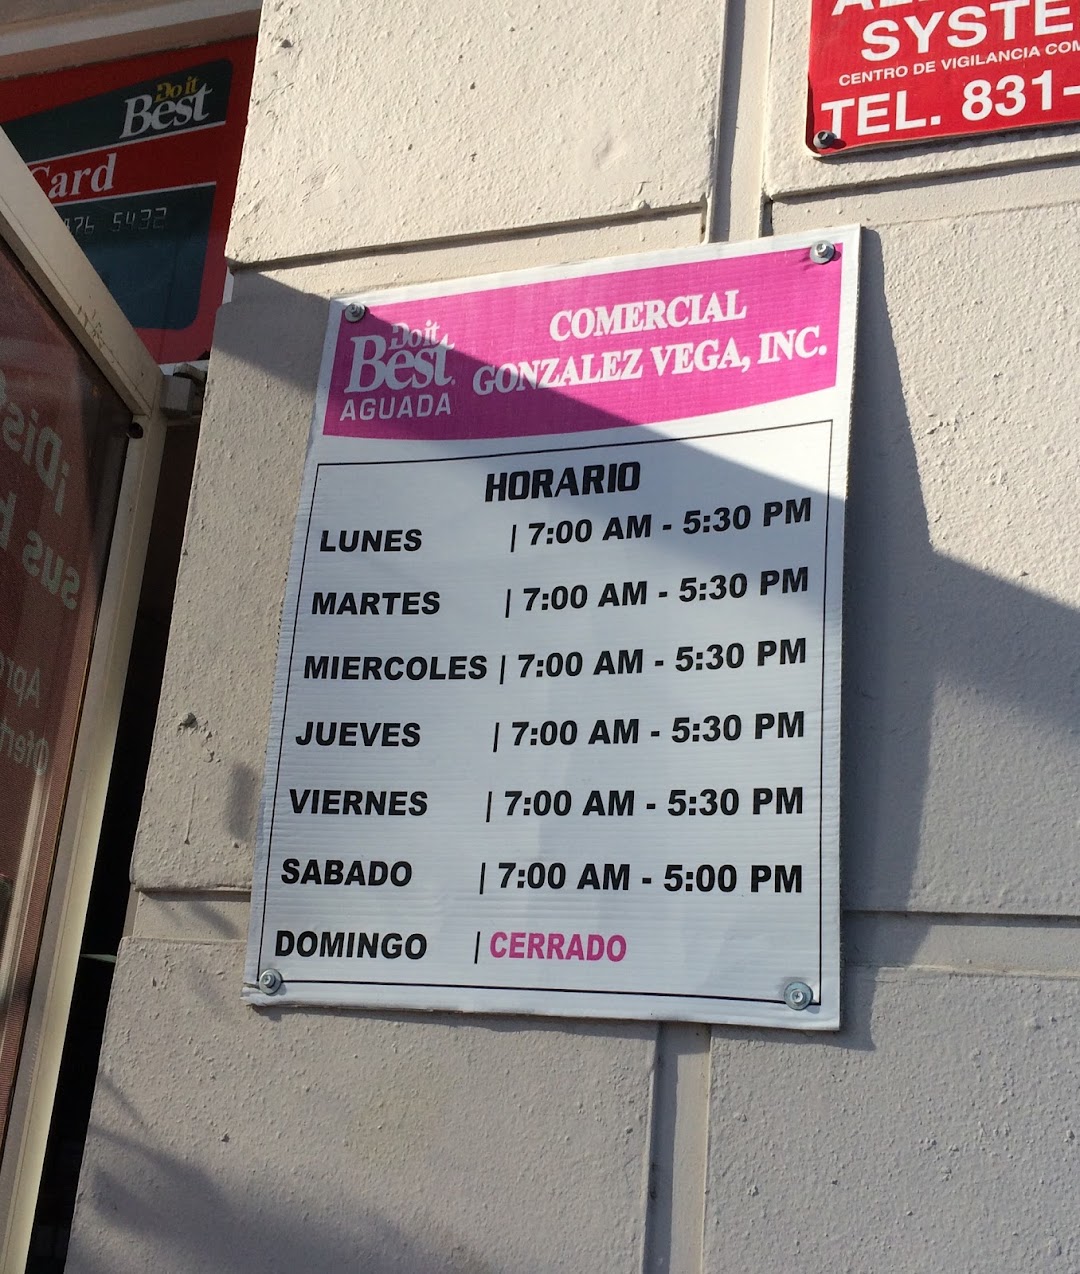 Do it
Best
Card
5432
SYSTE
CENTRO DE VIGILANCIA COM
TEL. 831-
Do it
Best
AGUADA
COMERCIAL
GONZALEZ VEGA, INC.
HORARIO
LUNES | 7:00 AM - 5:30 PM
MARTES | 7:00 AM - 5:30 PM
MIERCOLES | 7:00 AM - 5:30 PM
JUEVES | 7:00 AM - 5:30 PM
VIERNES | 7:00 AM - 5:30 PM
SABADO | 7:00 AM - 5:00 PM
DOMINGO | CERRADO
sus